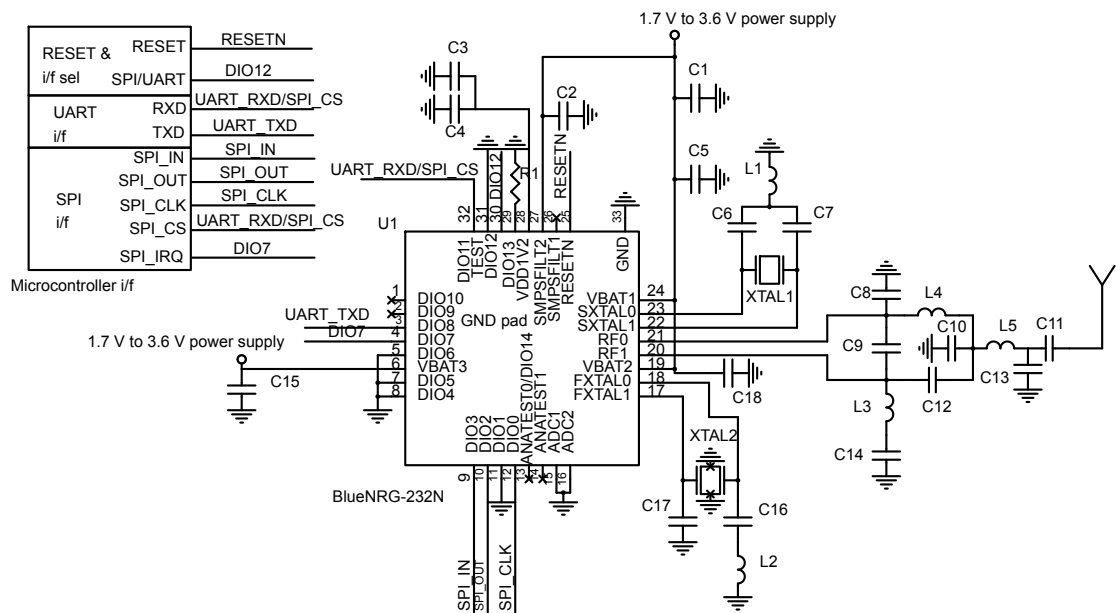 1.7 V to 3.6 V power supply
RESET &
i/f sel
RESET
RESETN
SPI/UART
DIO12
UART
i/f
RXD
UART_RXD/SPI_CS
TXD
UART_TXD
SPI
i/f
SPI_IN
SPI_IN
SPI_OUT
SPI_OUT
SPI_CLK
SPI_CLK
SPI_CS
UART_RXD/SPI_CS
SPI_IRQ
DIO7
Microcontroller i/f
C3
C4
C2
C1
C5
UART_RXD/SPI_CS
DIO12
R1
RESETN
L1
C6
C7
XTAL1
U1
32
31
30
29
28
27
26
25
33
DIO11
TEST
DIO12
DIO13
VDD1V2
SMPSFILT2
SMPSFILT1
RESETN
GND
GND pad
1
2
3
4
5
6
7
8
DIO10
DIO9
DIO8
DIO7
DIO6
VBAT3
DIO5
DIO4
UART_TXD
DIO7
1.7 V to 3.6 V power supply
C15
VBAT1
SXTAL0
SXTAL1
RF0
RF1
VBAT2
FXTAL0
FXTAL1
24
23
22
21
20
19
18
17
C8
L4
C9
C10
L5
C11
C13
C12
L3
C14
C18
DIO3
DIO2
DIO1
DIO0
ANATEST0/DIO14
ANATEST1
ADC1
ADC2
9
10
11
12
13
14
15
16
BlueNRG-232N
SPI_IN
SPI_OUT
SPI_CLK
XTAL2
C17
C16
L2